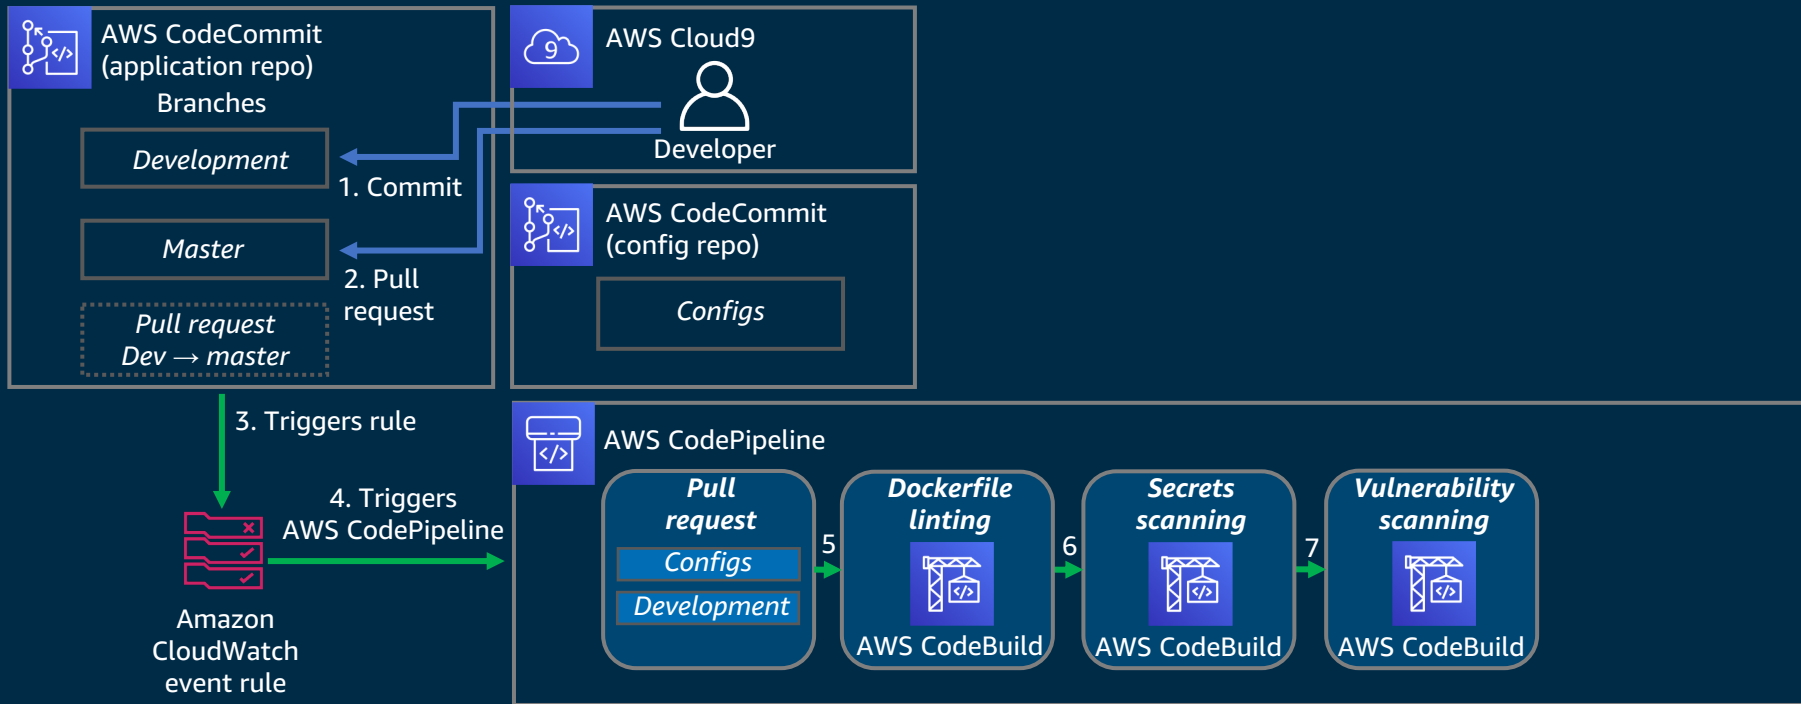 AWS CodeCommit
(application repo)
Branches
Development
Master
Pull request
Dev → master
9
AWS Cloud9
Developer
1. Commit
2. Pull
request
</>
AWS CodeCommit
(config repo)
</>
Configs
3. Triggers rule
4. Triggers
AWS CodePipeline
Amazon
CloudWatch
event rule
</>
AWS CodePipeline
Pull
request
Configs
Development
5
Dockerfile
linting
</>
AWS CodeBuild
6
Secrets
scanning
</>
AWS CodeBuild
7
Vulnerability
scanning
</>
AWS CodeBuild